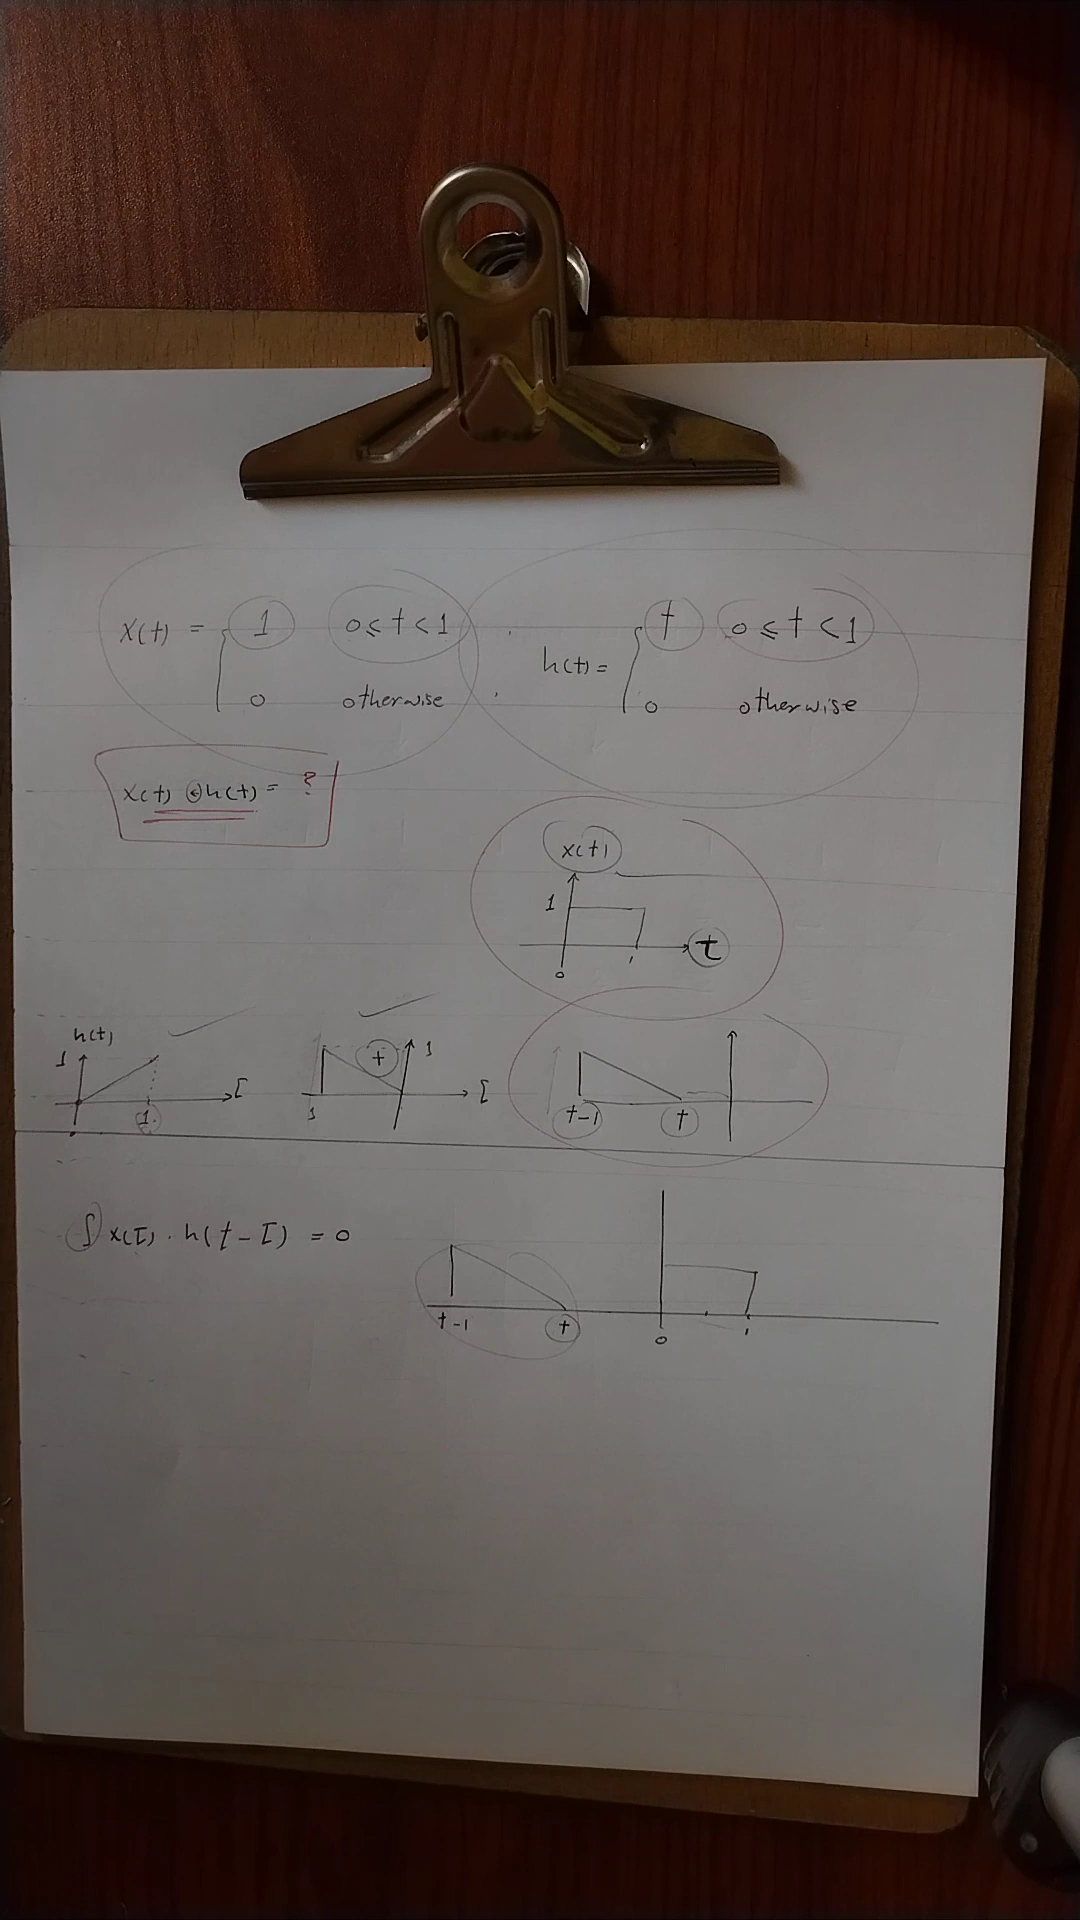 x(t) = { 1 0 ≤ t < 1
0 otherwise
h(t) = { t 0 ≤ t < 1
0 otherwise
x(t) ⊛ h(t) = ?
x(t)
1
τ
0 1
h(t)
1 τ
1
t 1
1 τ
t-1 t
∫ x(τ) . h(t-τ) = 0
t-1 t 0 1